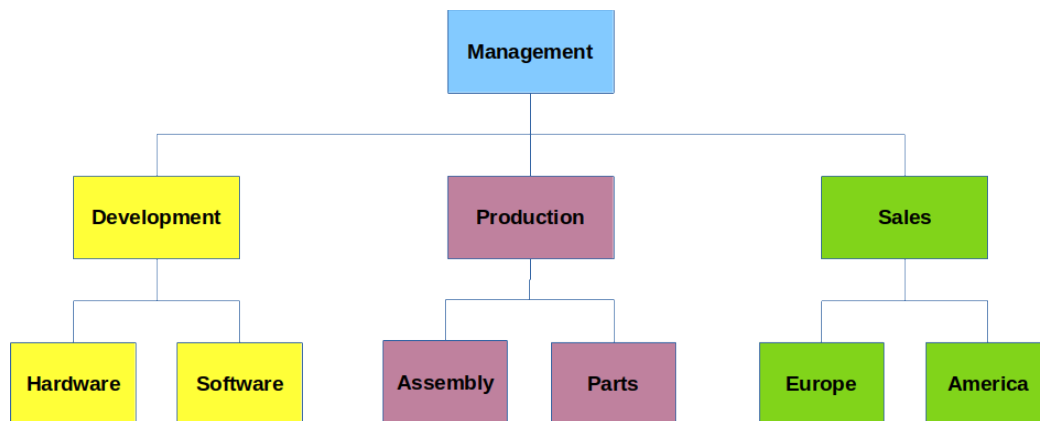 Management
Development
Production
Sales
Hardware
Software
Assembly
Parts
Europe
America